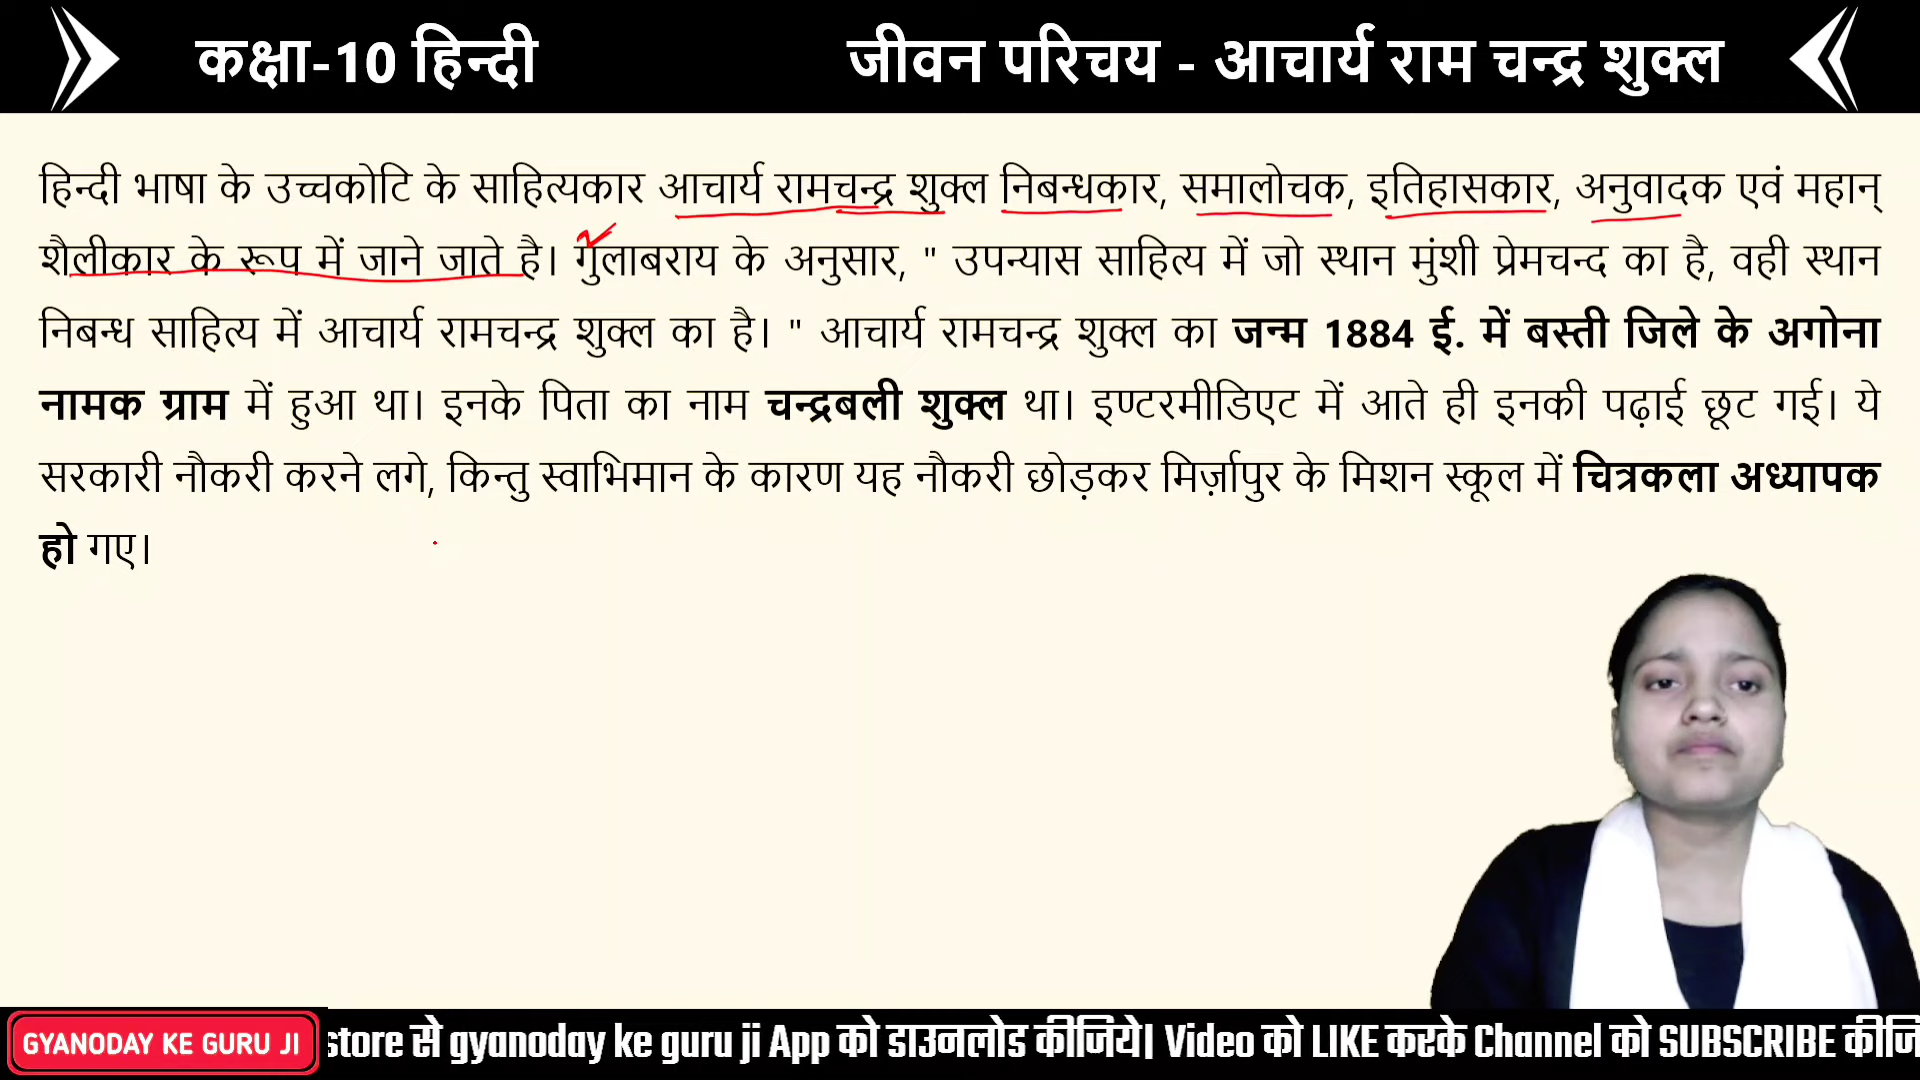 कक्षा-10 हिन्दी जीवन परिचय - आचार्य राम चन्द्र शुक्ल
हिन्दी भाषा के उच्चकोटि के साहित्यकार आचार्य रामचन्द्र शुक्ल निबन्धकार, समालोचक, इतिहासकार, अनुवादक एवं महान्
शैलीकार के रूप में जाने जाते है। गुलाबराय के अनुसार, " उपन्यास साहित्य में जो स्थान मुंशी प्रेमचन्द का है, वही स्थान
निबन्ध साहित्य में आचार्य रामचन्द्र शुक्ल का है। " आचार्य रामचन्द्र शुक्ल का जन्म 1884 ई. में बस्ती जिले के अगोना
नामक ग्राम में हुआ था। इनके पिता का नाम चन्द्रबली शुक्ल था। इण्टरमीडिएट में आते ही इनकी पढ़ाई छूट गई। ये
सरकारी नौकरी करने लगे, किन्तु स्वाभिमान के कारण यह नौकरी छोड़कर मिर्ज़ापुर के मिशन स्कूल में चित्रकला अध्यापक
हो गए।
GYANODAY KE GURU JI store से gyanoday ke guru ji App को डाउनलोड कीजिये। Video को LIKE करके Channel को SUBSCRIBE